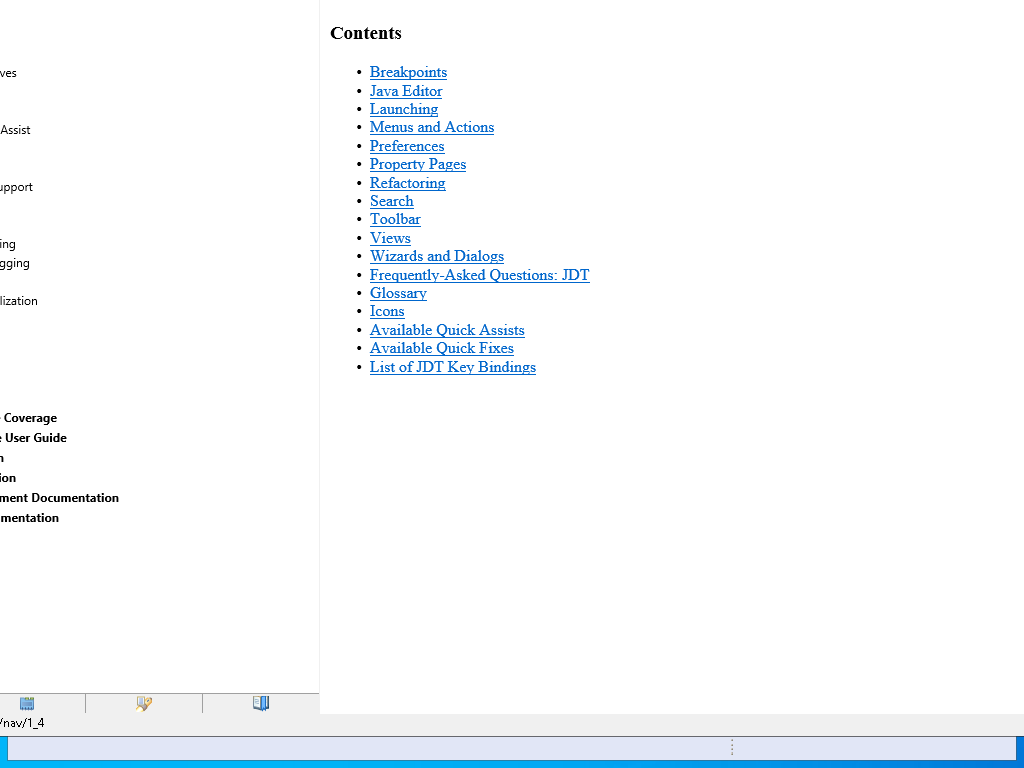 Contents
ves
Breakpoints
Java Editor
Launching
Assist
Menus and Actions
Preferences
Property Pages
upport
Refactoring
Search
Toolbar
ing
Views
gging
Wizards and Dialogs
Frequently-Asked Questions: JDT
lization
Glossary
Icons
Available Quick Assists
Available Quick Fixes
List of JDT Key Bindings
Coverage
e User Guide
n
ion
ment Documentation
mentation
/nav/1_4